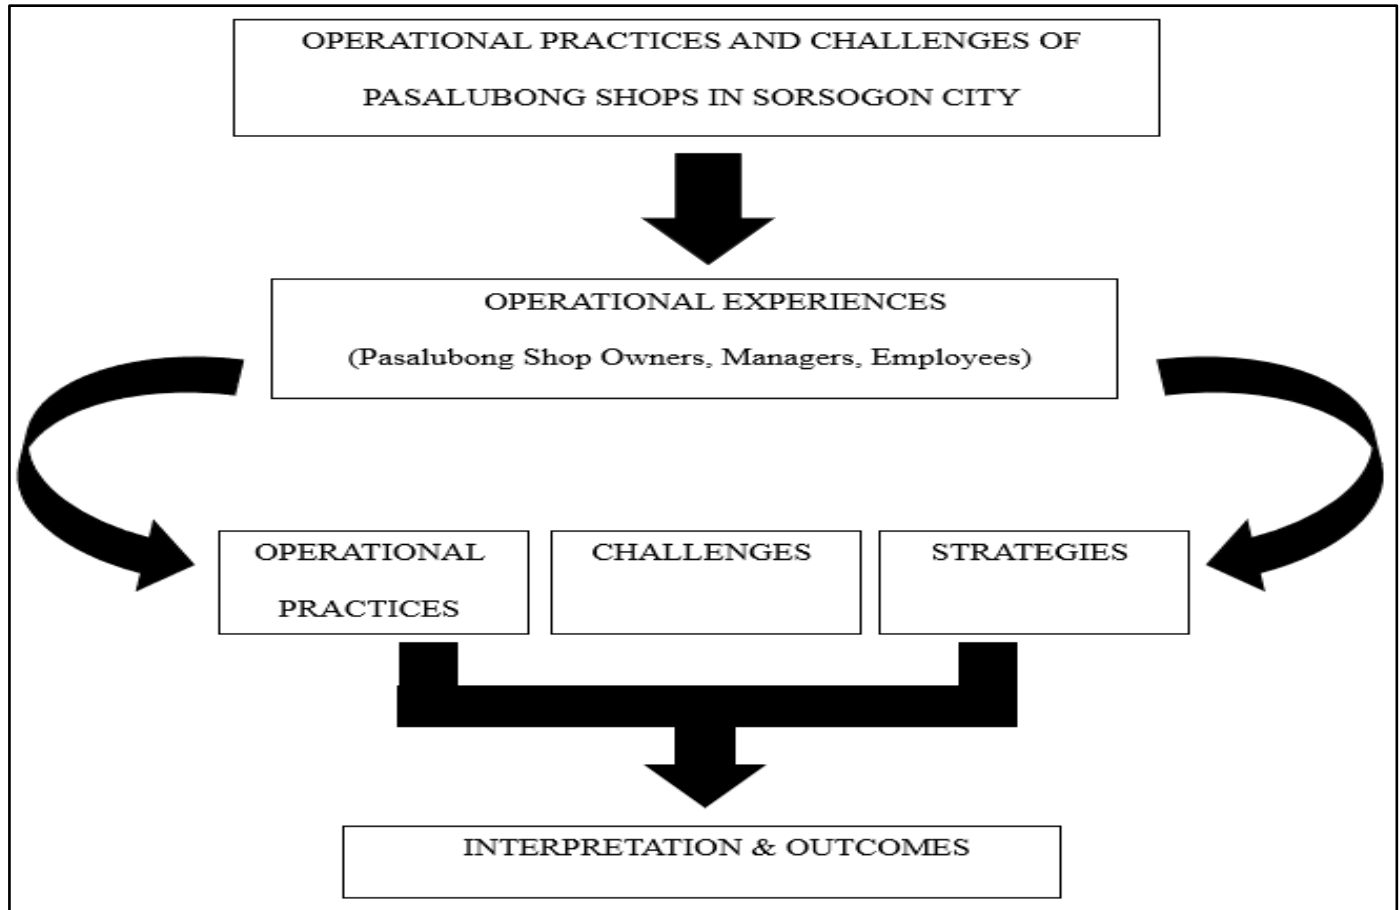 OPERATIONAL PRACTICES AND CHALLENGES OF
PASALUBONG SHOPS IN SORSOGON CITY
OPERATIONAL EXPERIENCES
(Pasalubong Shop Owners, Managers, Employees)
OPERATIONAL
PRACTICES
CHALLENGES
STRATEGIES
INTERPRETATION & OUTCOMES